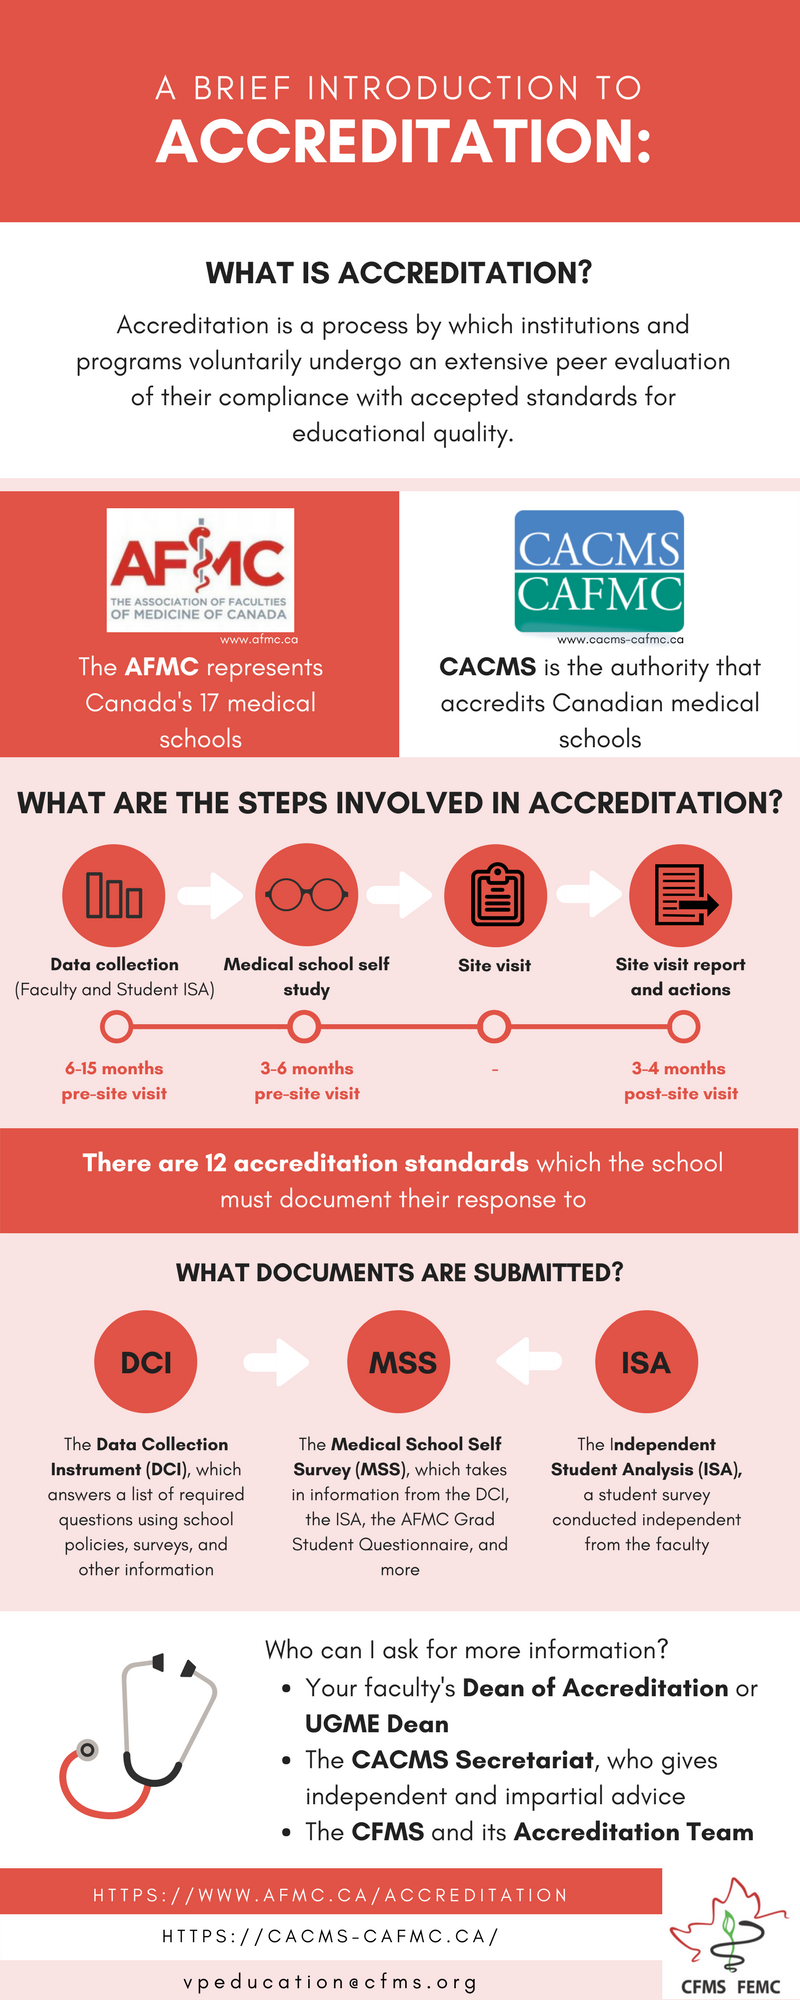 A BRIEF INTRODUCTION TO
ACCREDITATION:
WHAT IS ACCREDITATION?
Accreditation is a process by which institutions and
programs voluntarily undergo an extensive peer evaluation
of their compliance with accepted standards for
educational quality.
AFMC
THE ASSOCIATION OF FACULTIES
OF MEDICINE OF CANADA
www.afmc.ca
The AFMC represents
Canada's 17 medical
schools
CACMS
CAFMC
www.cacms-cafmc.ca
CACMS is the authority that
accredits Canadian medical
schools
WHAT ARE THE STEPS INVOLVED IN ACCREDITATION?
Data collection
(Faculty and Student ISA)
Medical school self
study
Site visit
Site visit report
and actions
6-15 months
pre-site visit
3-6 months
pre-site visit
-
3-4 months
post-site visit
There are 12 accreditation standards which the school
must document their response to
WHAT DOCUMENTS ARE SUBMITTED?
DCI
MSS
ISA
The Data Collection
Instrument (DCI), which
answers a list of required
questions using school
policies, surveys, and
other information
The Medical School Self
Survey (MSS), which takes
in information from the DCI,
the ISA, the AFMC Grad
Student Questionnaire, and
more
The Independent
Student Analysis (ISA),
a student survey
conducted independent
from the faculty
Who can I ask for more information?
• Your faculty's Dean of Accreditation or
UGME Dean
• The CACMS Secretariat, who gives
independent and impartial advice
• The CFMS and its Accreditation Team
HTTPS://WWW.AFMC.CA/ACCREDITATION
HTTPS://CACMS-CAFMC.CA/
vpeducation@cfms.org
CFMS FEMC